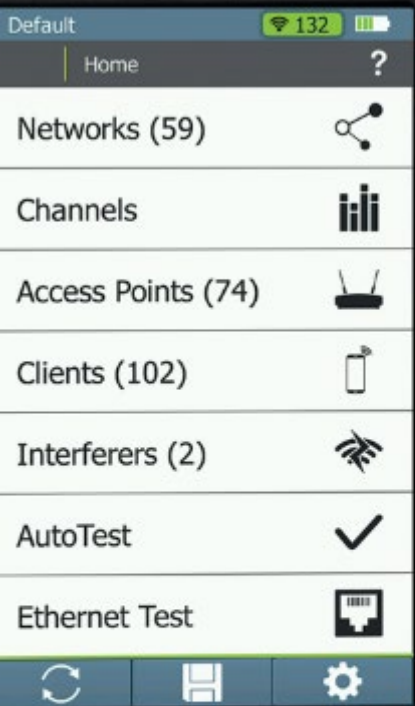 Default
132
Home
?
Networks (59)
Channels
Access Points (74)
Clients (102)
Interferers (2)
AutoTest
Ethernet Test